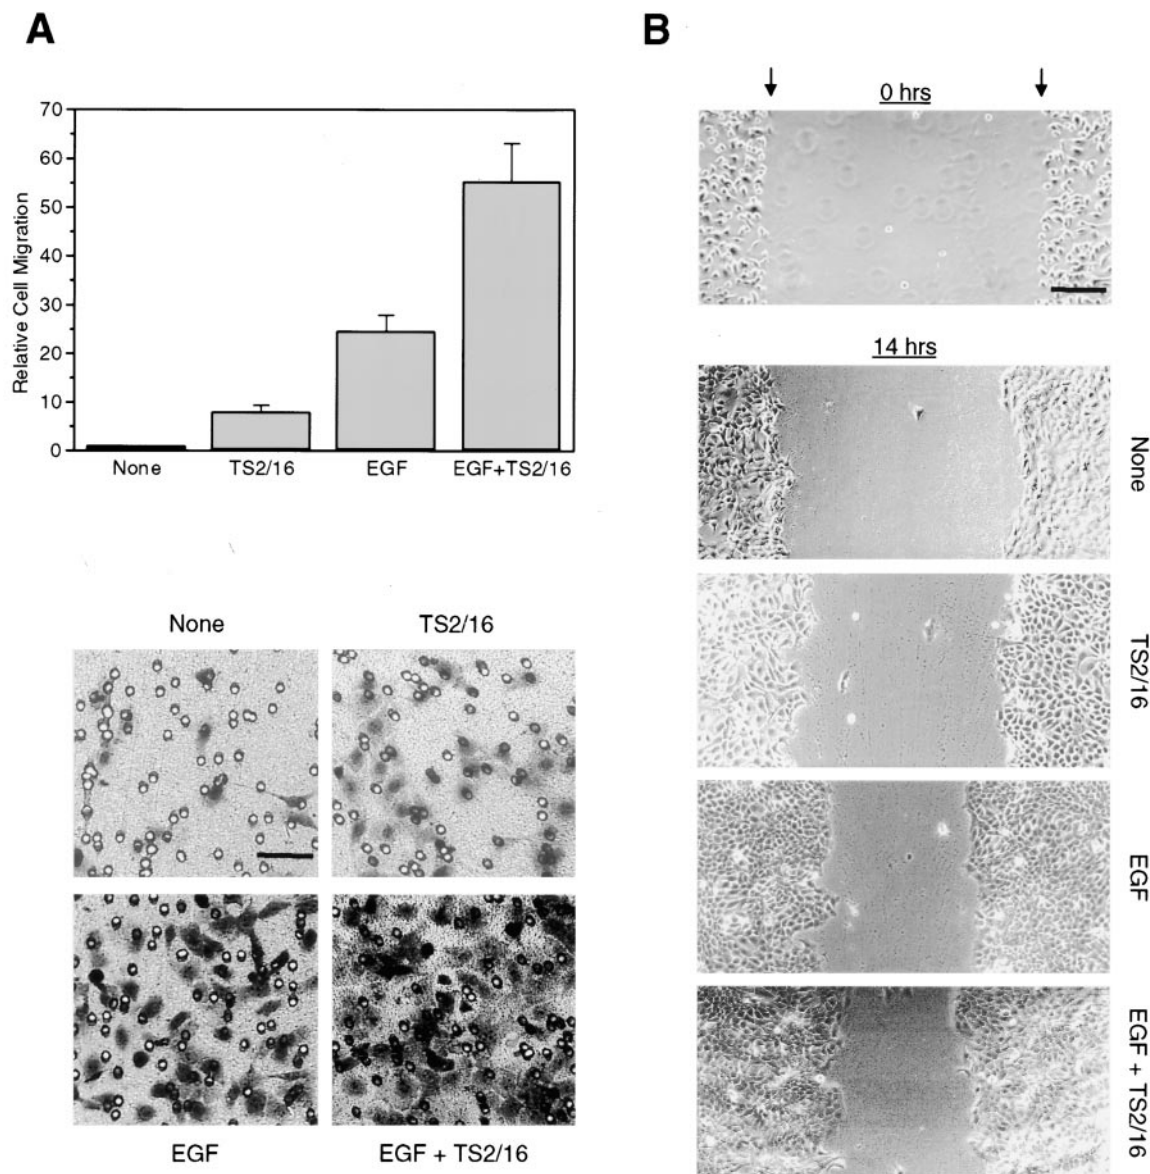 A
70
60
50
40
30
20
10
0
Relative Cell Migration
None TS2/16 EGF EGF+TS2/16
None TS2/16
EGF EGF + TS2/16
B
0 hrs
14 hrs
None
TS2/16
EGF
EGF + TS2/16